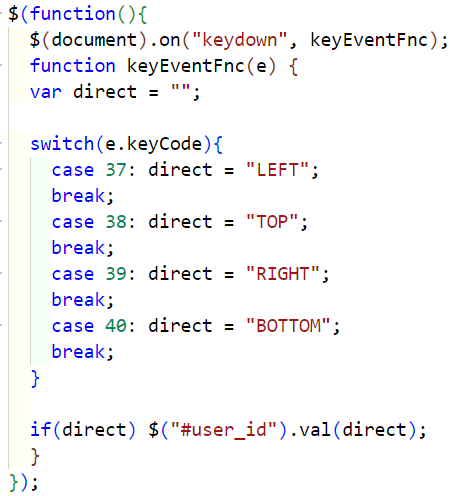 $(function(){
  $(document).on("keydown", keyEventFnc);
  function keyEventFnc(e) {
  var direct = "";

  switch(e.keyCode){
    case 37: direct = "LEFT";
    break;
    case 38: direct = "TOP";
    break;
    case 39: direct = "RIGHT";
    break;
    case 40: direct = "BOTTOM";
    break;
  }

  if(direct) $("#user_id").val(direct);
  }
});